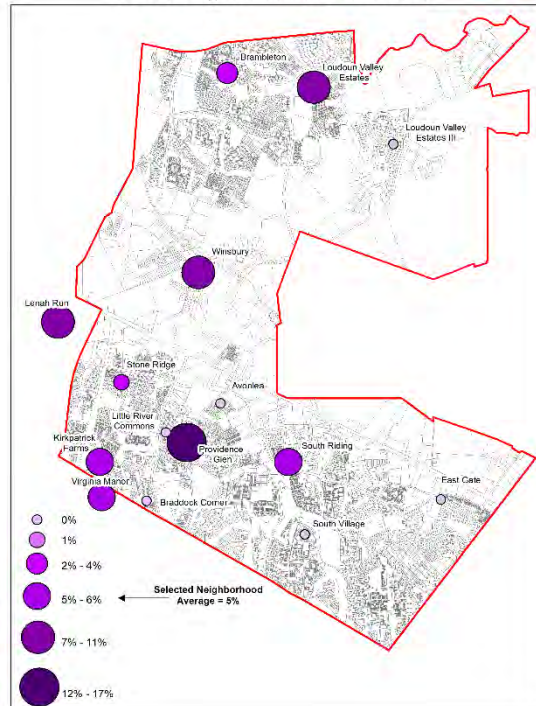 Brambleton
Loudoun Valley
Estates
Loudoun Valley
Estates III
Winsbury
Lenah Run
Stone Ridge
Avonlea
Little River
Commons
Kirkpatrick
Farms
Providence
Glen
South Riding
Virginia Manor
Braddock Corner
East Gate
South Village
0%
1%
2% - 4%
5% - 6%
Selected Neighborhood
Average = 5%
7% - 11%
12% - 17%